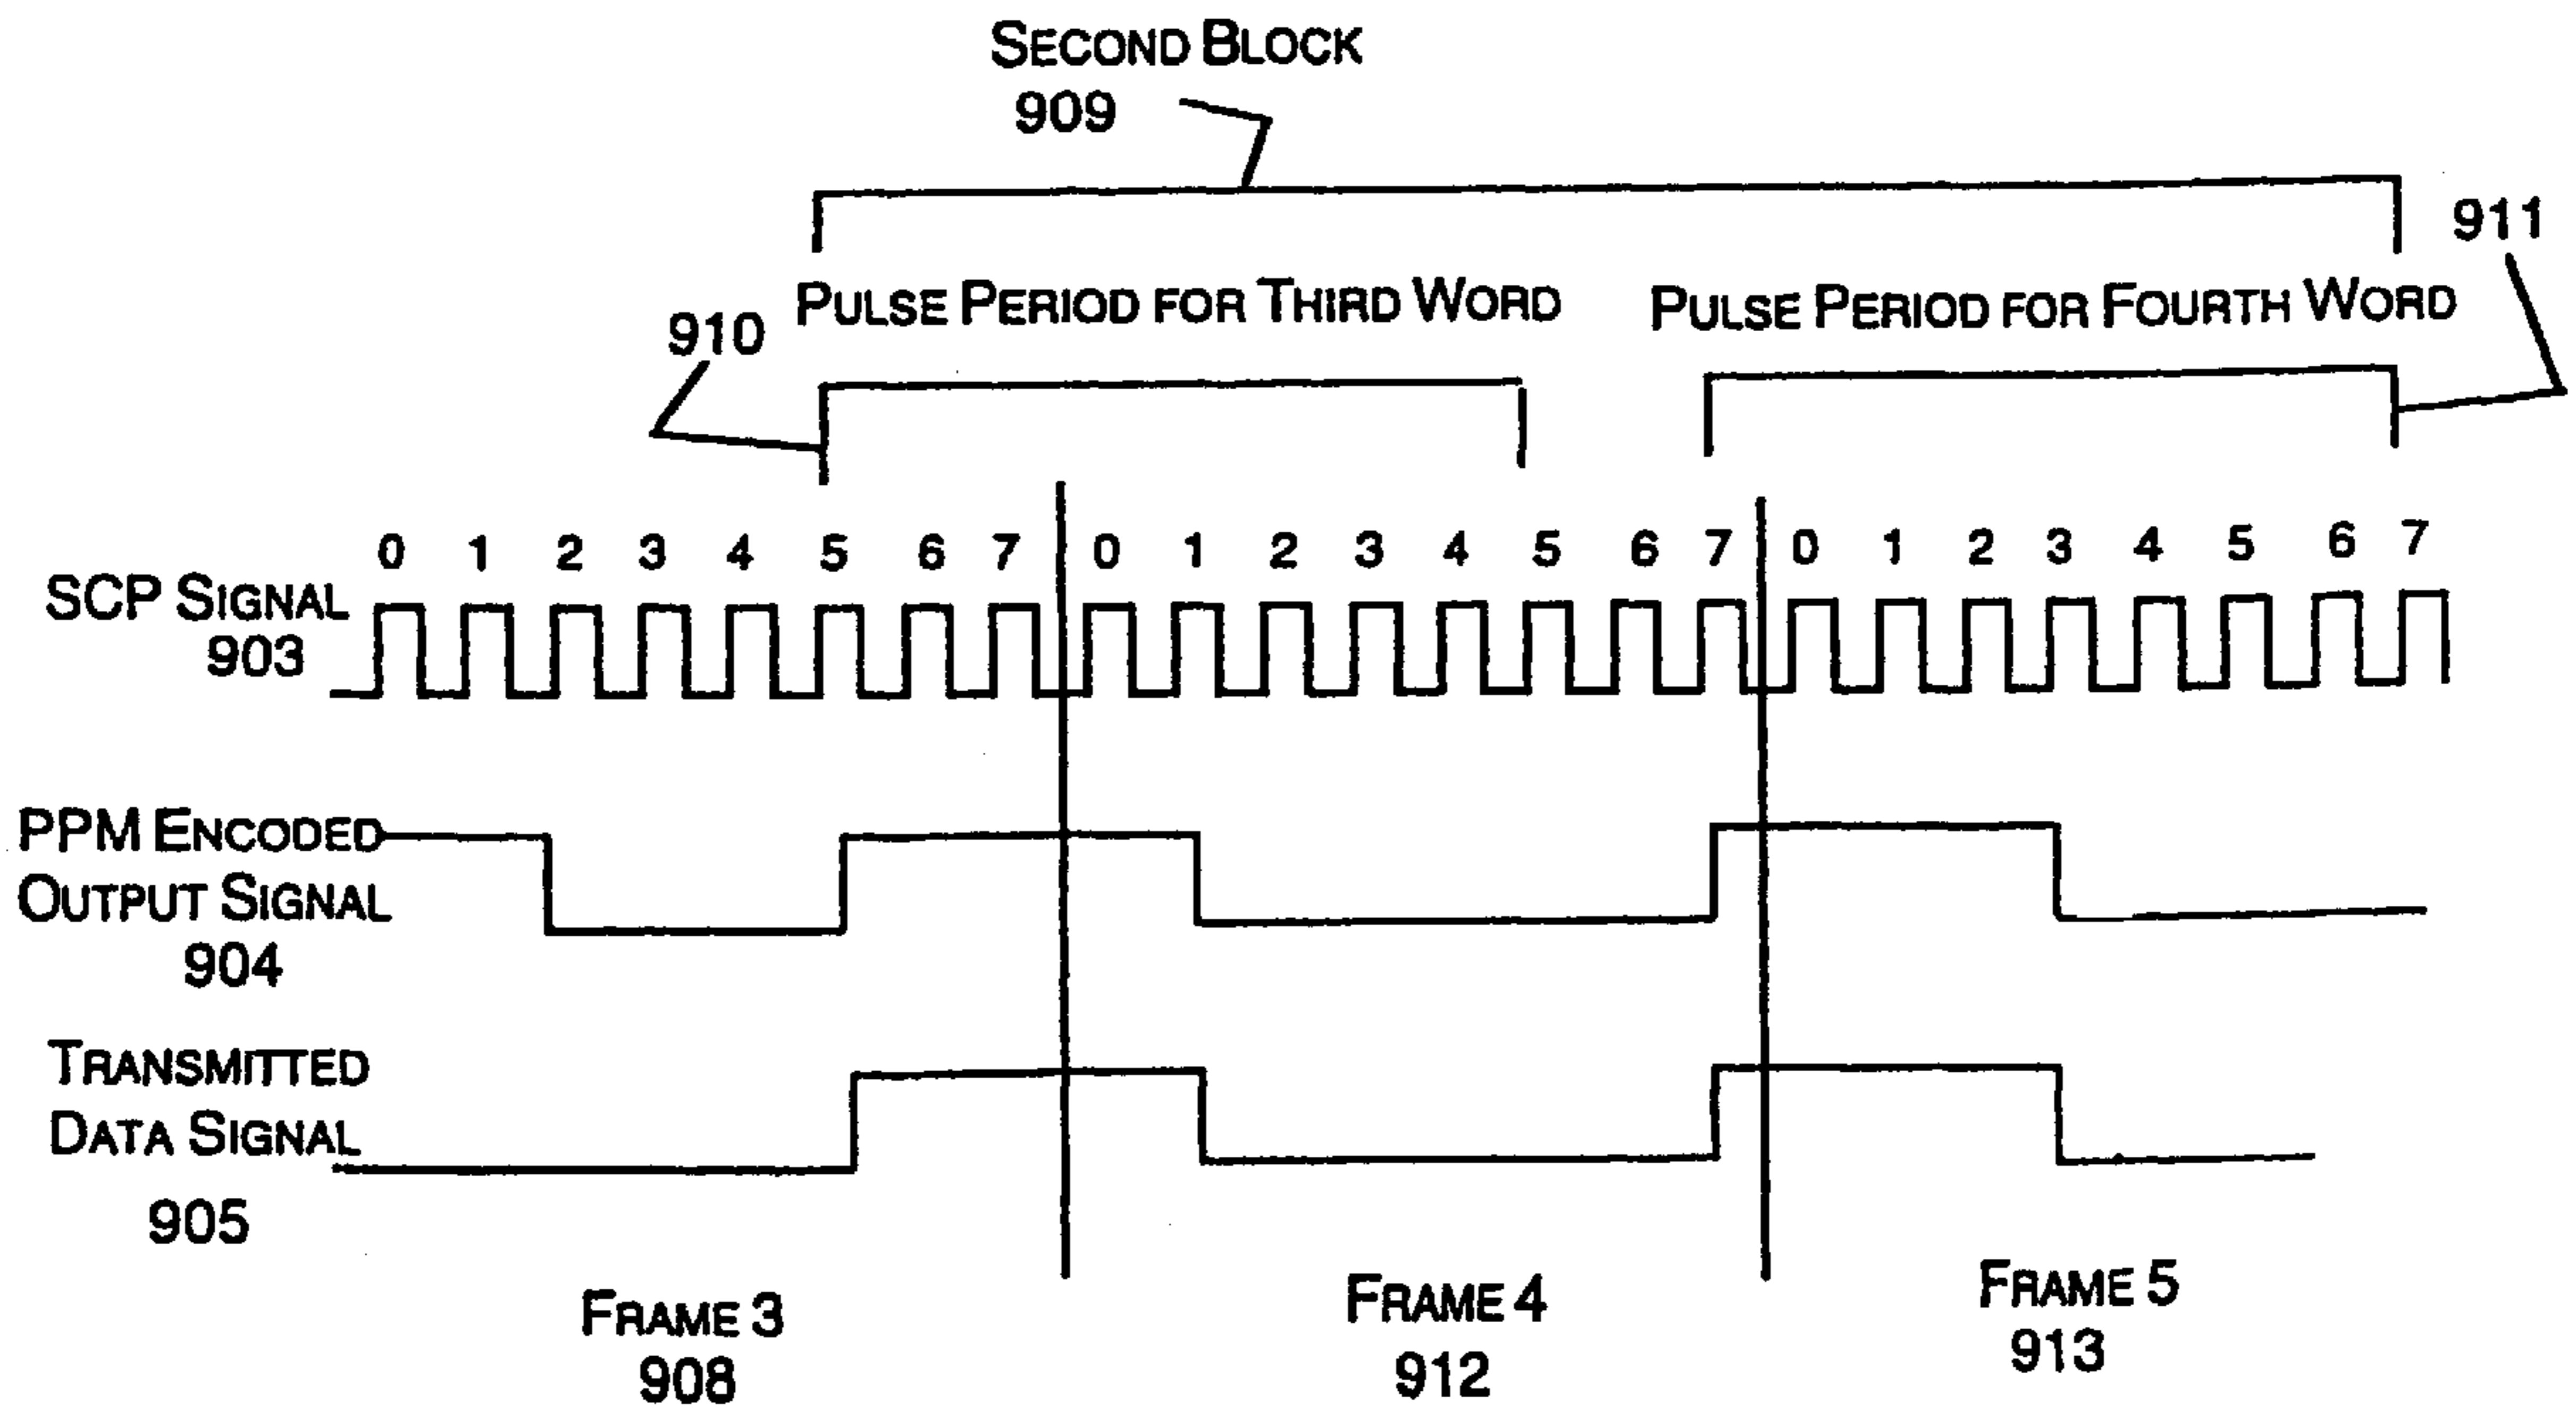 SECOND BLOCK
909
911
PULSE PERIOD FOR THIRD WORD
PULSE PERIOD FOR FOURTH WORD
910
0 1 2 3 4 5 6 7 0 1 2 3 4 5 6 7 0 1 2 3 4 5 6 7
SCP SIGNAL
903
PPM ENCODED
OUTPUT SIGNAL
904
TRANSMITTED
DATA SIGNAL
905
FRAME 3
908
FRAME 4
912
FRAME 5
913